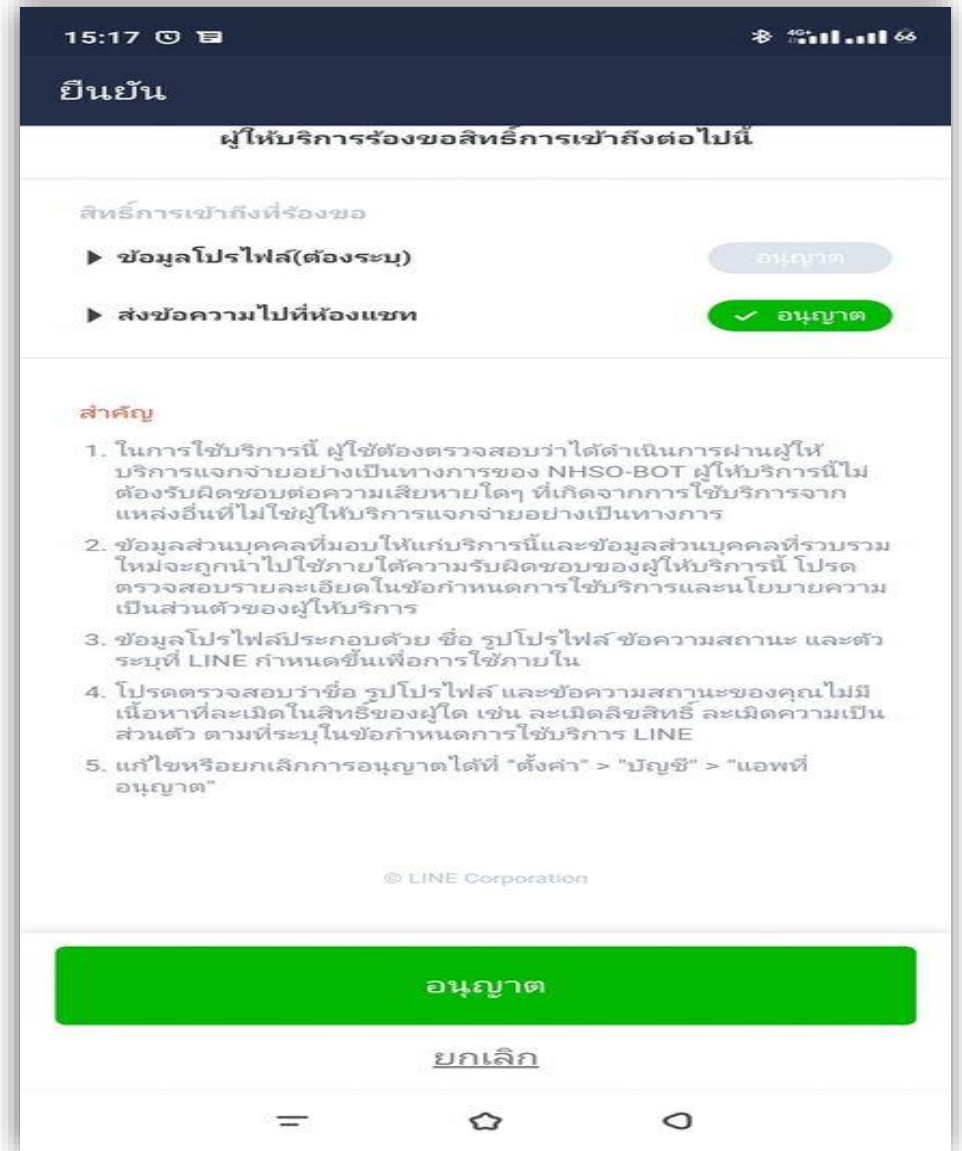 15:17
4G+
66
ยืนยัน
ผู้ให้บริการร้องขอสิทธิ์การเข้าถึงต่อไปนี้
สิทธิ์การเข้าถึงที่ร้องขอ
ข้อมูลโปรไฟล์(ต้องระบุ)
อนุญาต
ส่งข้อความไปที่ห้องแชท
อนุญาต
สำคัญ
1. ในการใช้บริการนี้ ผู้ใช้ต้องตรวจสอบว่าได้ดำเนินการผ่านผู้ให้
บริการแจกจ่ายอย่างเป็นทางการของ NHSO-BOT ผู้ให้บริการนี้ไม่
ต้องรับผิดชอบต่อความเสียหายใดๆ ที่เกิดจากการใช้บริการจาก
แหล่งอื่นที่ไม่ใช่ผู้ให้บริการแจกจ่ายอย่างเป็นทางการ
2. ข้อมูลส่วนบุคคลที่มอบให้แก่บริการนี้และข้อมูลส่วนบุคคลที่รวบรวม
ใหม่จะถูกนำไปใช้ภายใต้ความรับผิดชอบของผู้ให้บริการนี้ โปรด
ตรวจสอบรายละเอียดในข้อกำหนดการใช้บริการและนโยบายความ
เป็นส่วนตัวของผู้ให้บริการ
3. ข้อมูลโปรไฟล์ประกอบด้วย ชื่อ รูปโปรไฟล์ ข้อความสถานะ และตัว
ระบุที่ LINE กำหนดขึ้นเพื่อการใช้ภายใน
4. โปรดตรวจสอบว่าชื่อ รูปโปรไฟล์ และข้อความสถานะของคุณไม่มี
เนื้อหาที่ละเมิดในสิทธิ์ของผู้ใด เช่น ละเมิดลิขสิทธิ์ ละเมิดความเป็น
ส่วนตัว ตามที่ระบุในข้อกำหนดการใช้บริการ LINE
5. แก้ไขหรือยกเลิกการอนุญาตได้ที่ "ตั้งค่า" > "บัญชี" > "แอพที่
อนุญาต"
© LINE Corporation
อนุญาต
ยกเลิก